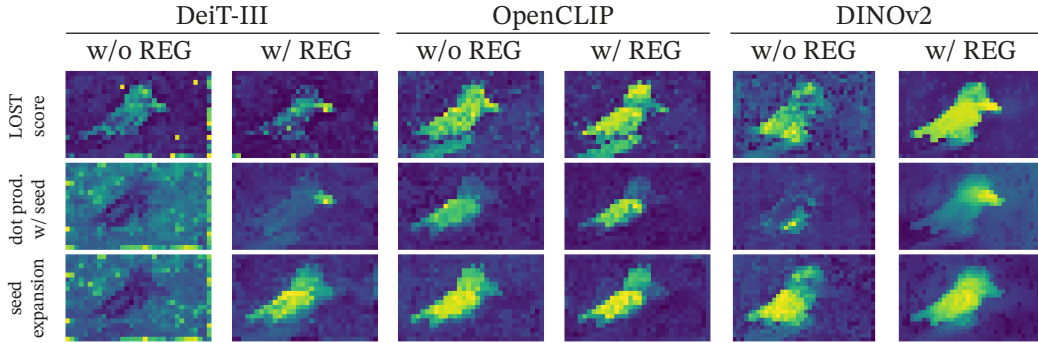 DeiT-III OpenCLIP DINOv2
w/o REG w/ REG w/o REG w/ REG w/o REG w/ REG
LOST
score
dot prod.
w/ seed
seed
expansion